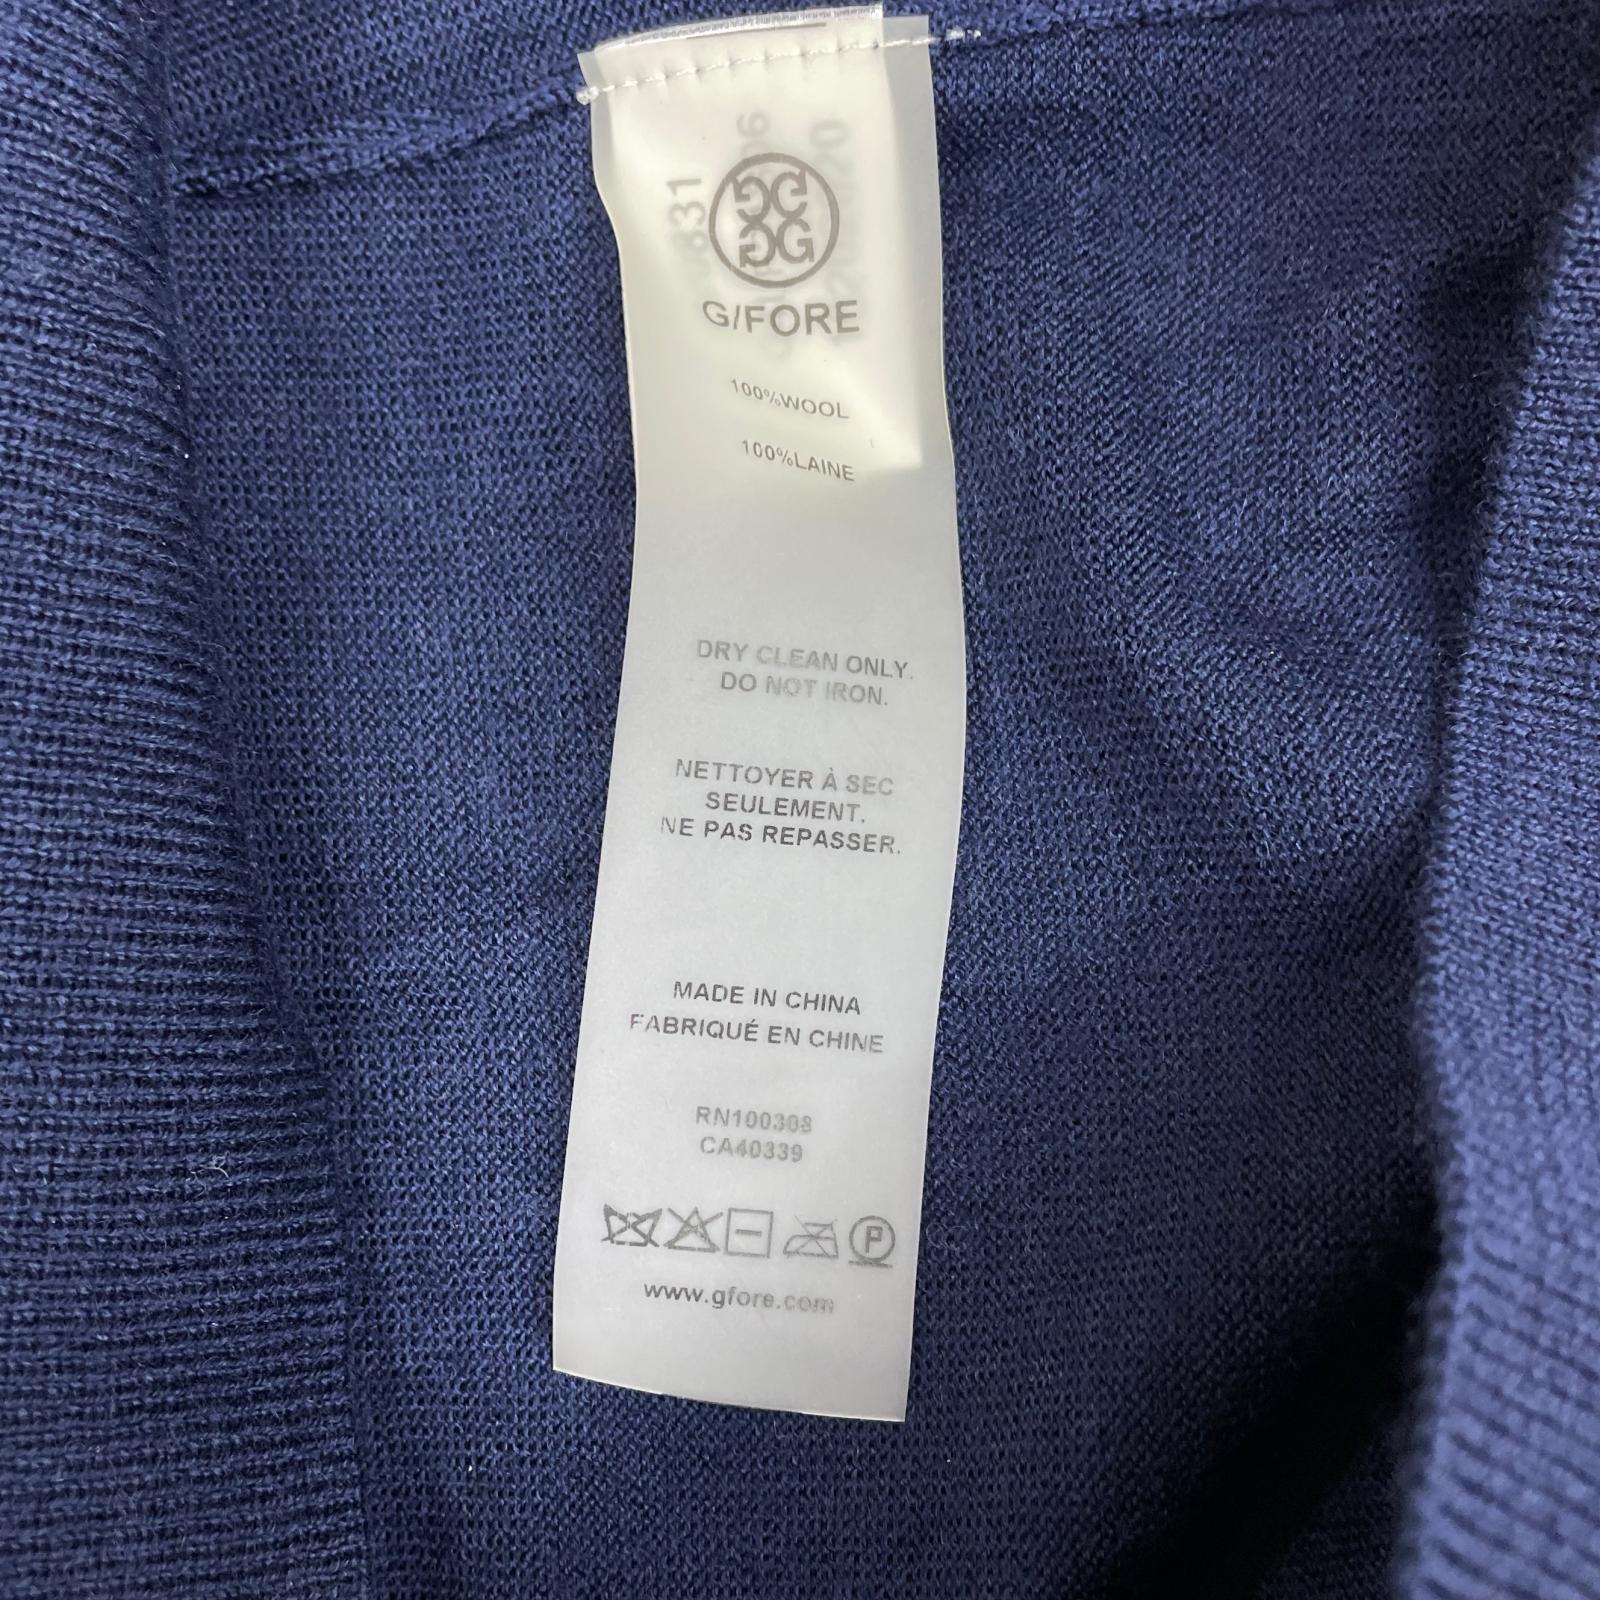 G/FORE
100%WOOL
100%LAINE
DRY CLEAN ONLY.
DO NOT IRON.
NETTOYER À SEC
SEULEMENT.
NE PAS REPASSER.
MADE IN CHINA
FABRIQUÉ EN CHINE
RN100308
CA40339
P
www.gfore.com